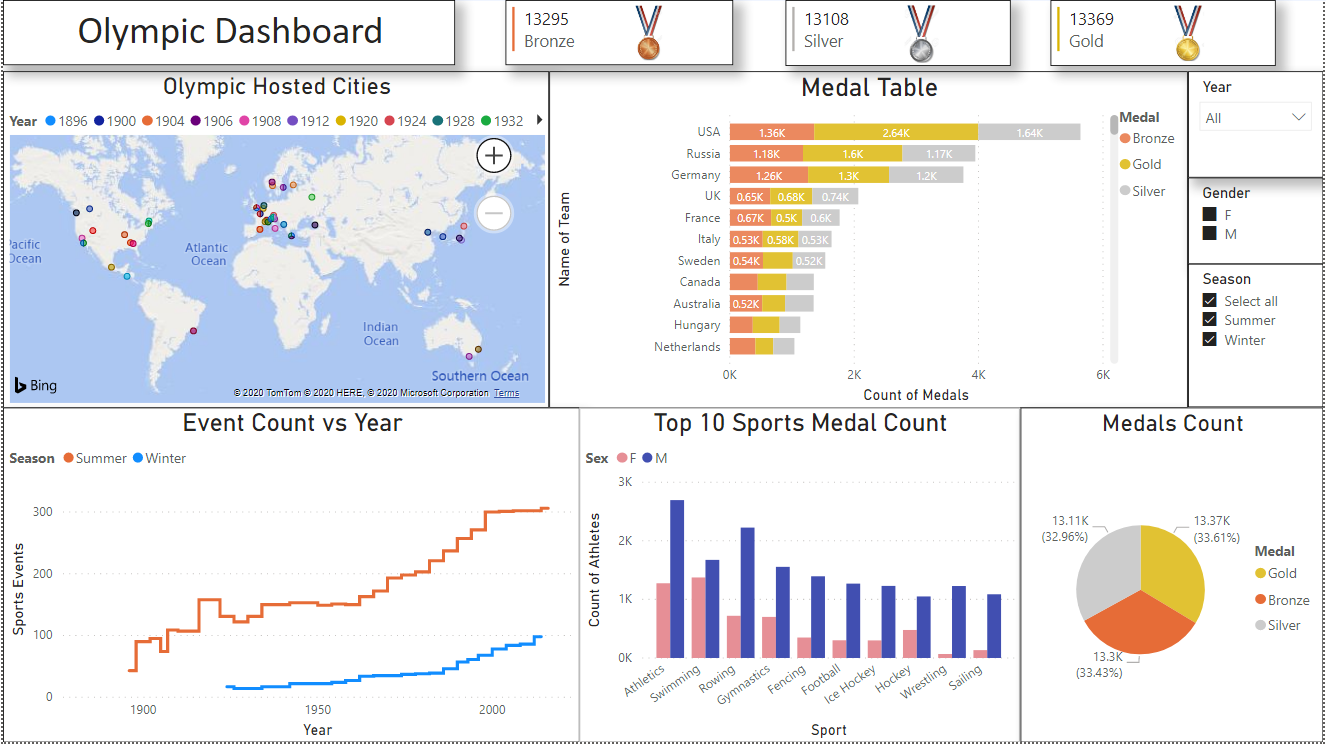 Olympic Dashboard
13295
Bronze
13108
Silver
13369
Gold
Olympic Hosted Cities
Year 1896 1900 1904 1906 1908 1912 1920 1924 1928 1932
Pacific
Ocean
Atlantic
Ocean
Indian
Ocean
Southern Ocean
Bing
© 2020 TomTom © 2020 HERE, © 2020 Microsoft Corporation Terms
Medal Table
Name of Team
USA 1.36K 2.64K 1.64K
Russia 1.18K 1.6K 1.17K
Germany 1.26K 1.3K 1.2K
UK 0.65K 0.68K 0.74K
France 0.67K 0.5K 0.6K
Italy 0.53K 0.58K 0.53K
Sweden 0.54K 0.52K
Canada
Australia 0.52K
Hungary
Netherlands
0K 2K 4K 6K
Count of Medals
Medal
Bronze
Gold
Silver
Year
All
Gender
F
M
Season
Select all
Summer
Winter
Event Count vs Year
Season Summer Winter
Sports Events
300
200
100
0
1900 1950 2000
Year
Top 10 Sports Medal Count
Sex F M
Count of Athletes
3K
2K
1K
0K
Athletics Swimming Rowing Gymnastics Fencing Football Ice Hockey Hockey Wrestling Sailing
Sport
Medals Count
13.11K
(32.96%)
13.37K
(33.61%)
13.3K
(33.43%)
Medal
Gold
Bronze
Silver